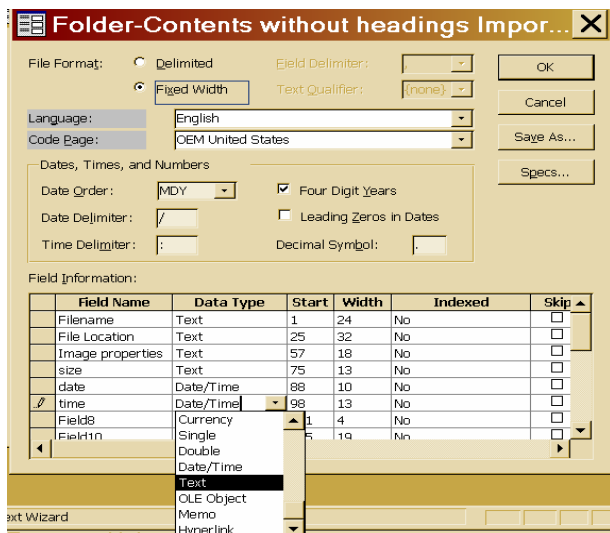 Folder-Contents without headings Impor...
File Format: Delimited Field Delimiter: , OK
Fixed Width Text Qualifier: {none}
Cancel
Language: English
Code Page: OEM United States Save As...
Dates, Times, and Numbers
Specs...
Date Order: MDY Four Digit Years
Date Delimiter: / Leading Zeros in Dates
Time Delimiter: : Decimal Symbol: .
Field Information:
Field Name Data Type Start Width Indexed Skip
Filename Text 1 24 No
File Location Text 25 32 No
Image properties Text 57 18 No
size Text 75 13 No
date Date/Time 88 10 No
time Date/Time 98 13 No
Field8 Currency 1 4 No
Field10 Single 5 19 No
Double
Date/Time
Text
OLE Object
Memo
ext Wizard
Hyperlink